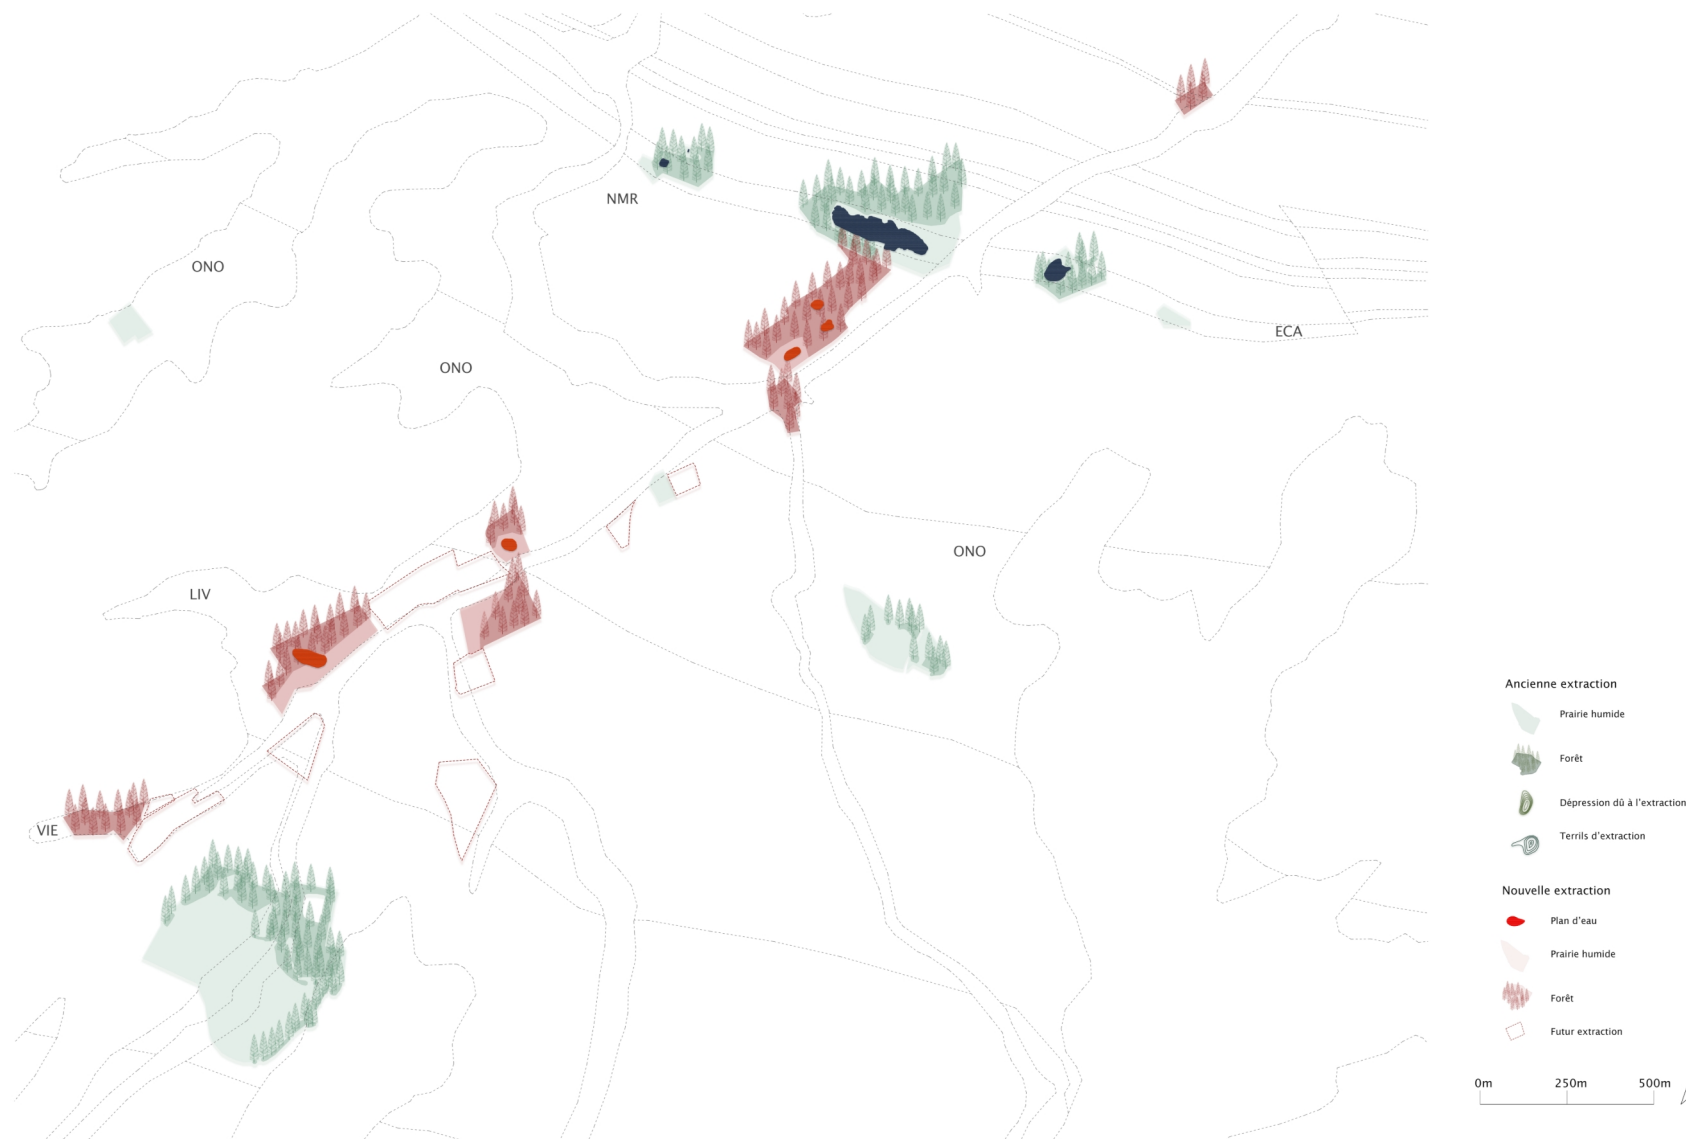 NMR
ONO
ECA
ONO
ONO
LIV
VIE
Ancienne extraction
Prairie humide
Forêt
Dépression dû à l'extraction
Terrils d'extraction
Nouvelle extraction
Plan d'eau
Prairie humide
Forêt
Futur extraction
0m 250m 500m